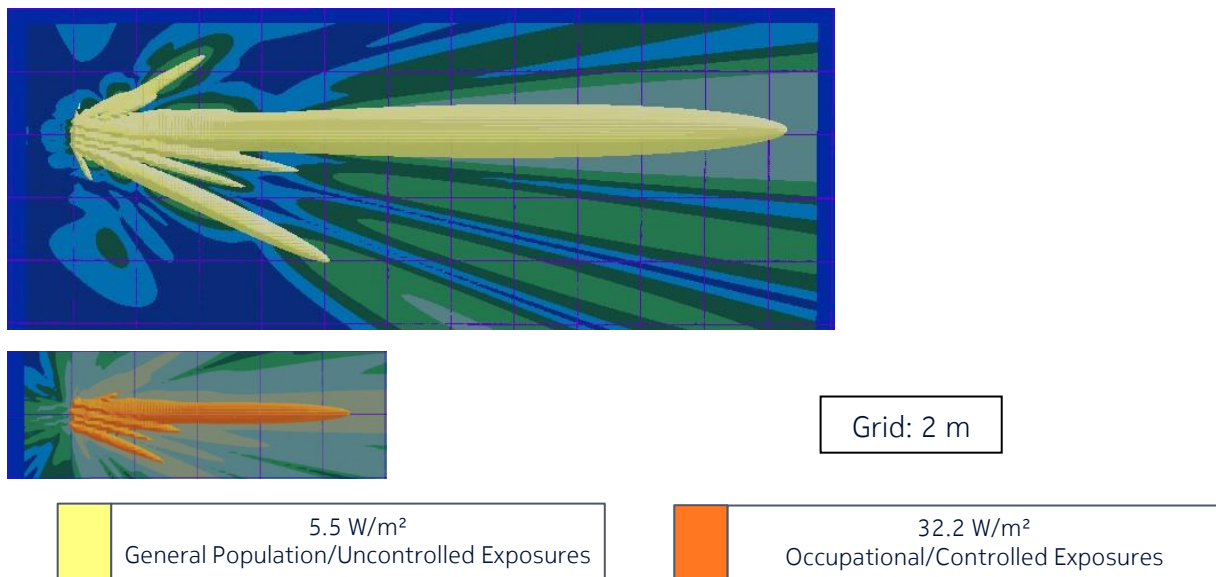 Grid: 2 m
5.5 W/m²
General Population/Uncontrolled Exposures
32.2 W/m²
Occupational/Controlled Exposures